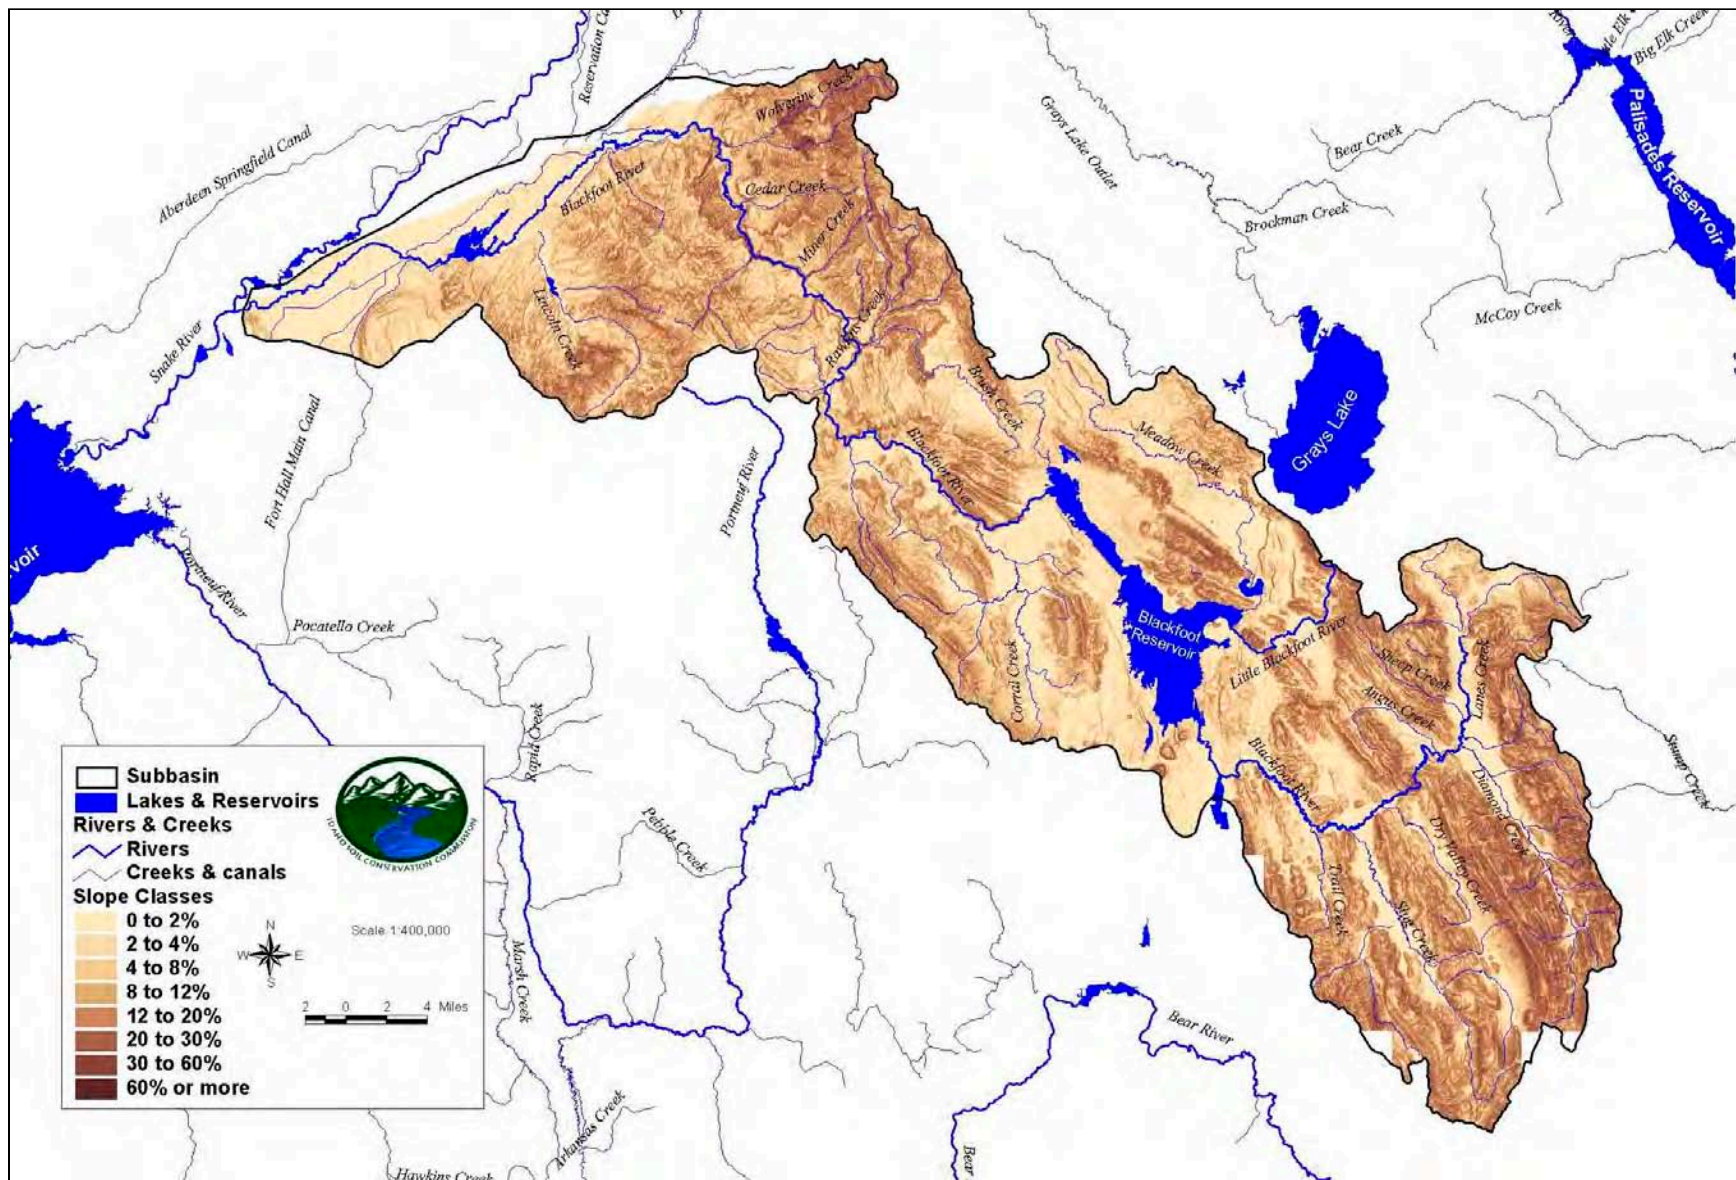 Reservation Ca
River
Big Elk Creek
Wolverine Creek
Grays Lake Outlet
Bear Creek
Palisades Reservoir
Aberdeen Springfield Canal
Blackfoot River
Cedar Creek
Miner Creek
Brockman Creek
McCoy Creek
Snake River
Lincoln Creek
Rawlins Creek
Brush Creek
Grays Lake
Fort Hall Main Canal
Portneuf River
Blackfoot River
Meadow Creek
voir
Portneuf River
Pocatello Creek
Blackfoot
Reservoir
Corral Creek
Little Blackfoot River
Sheep Creek
Angus Creek
Lanes Creek
Stump Creek
Rapid Creek
Blackfoot River
Diamond Creek
Pebble Creek
Dry Valley Creek
Trail Creek
Slug Creek
Marsh Creek
Bear River
Arkansas Creek
Hawkins Creek
Bear
Subbasin
Lakes & Reservoirs
Rivers & Creeks
Rivers
Creeks & canals
Slope Classes
0 to 2%
2 to 4%
4 to 8%
8 to 12%
12 to 20%
20 to 30%
30 to 60%
60% or more
IDAHO SOIL CONSERVATION COMMISSION
N
W E
S
Scale 1:400,000
2 0 2 4 Miles